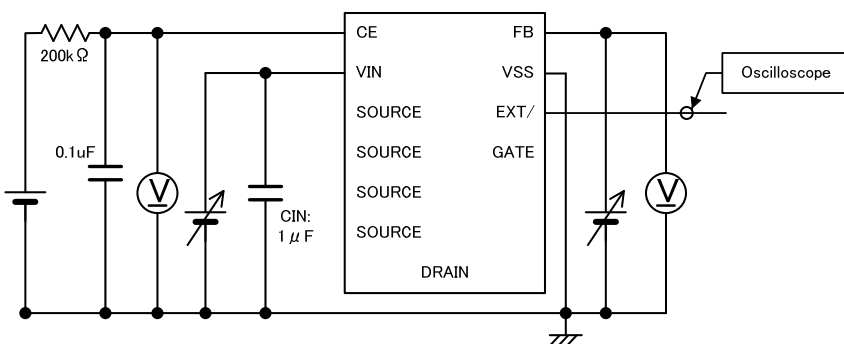 200kΩ
0.1uF
V
CIN:
1μF
CE
VIN
SOURCE
SOURCE
SOURCE
SOURCE
DRAIN
FB
VSS
EXT/
GATE
V
Oscilloscope